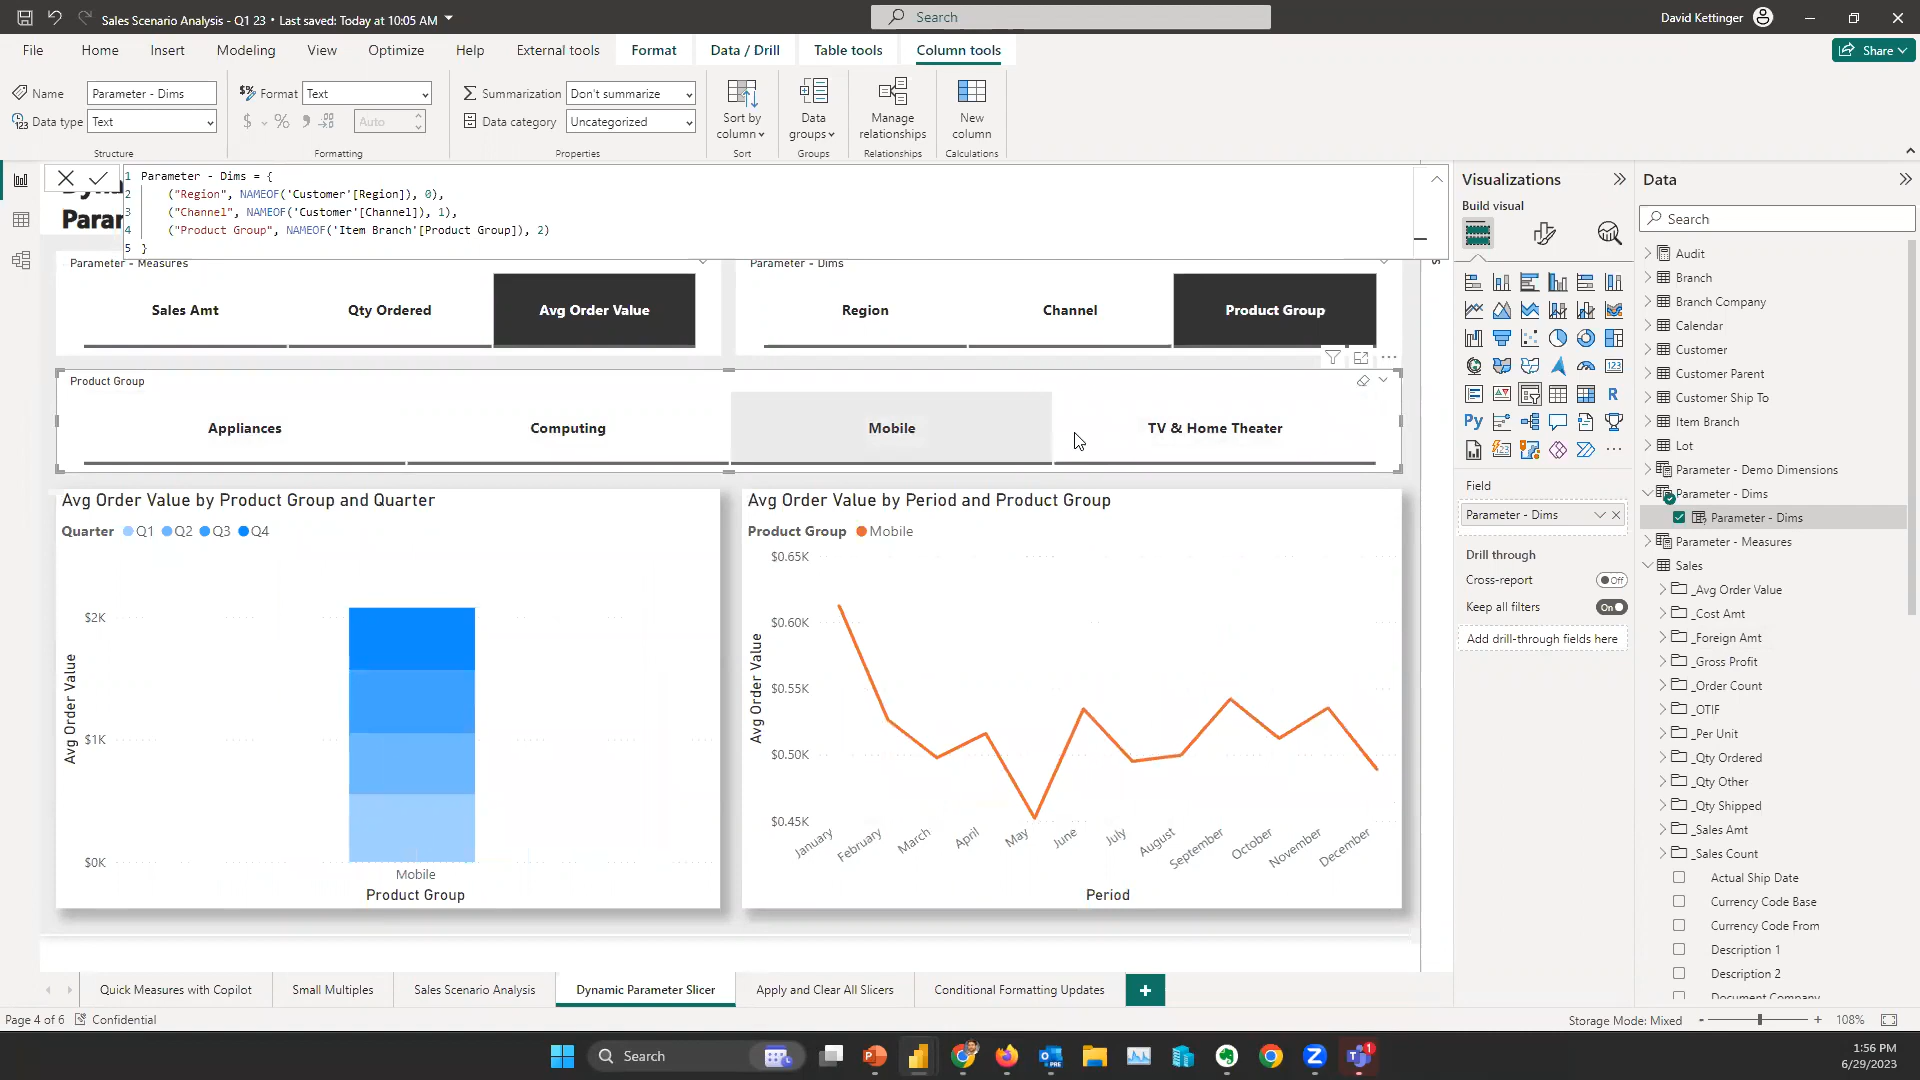 Sales Scenario Analysis - Q1 23 • Last saved: Today at 10:05 AM
Search
David Kettinger
File
Home
Insert
Modeling
View
Optimize
Help
External tools
Format
Data / Drill
Table tools
Column tools
Share
Name
Parameter - Dims
Data type
Text
Structure
Format
Text
$
%
Auto
Formatting
Summarization
Don't summarize
Data category
Uncategorized
Properties
Sort by
column
Sort
Data
groups
Groups
Manage
relationships
Relationships
New
column
Calculations
Param
1 Parameter - Dims = {
2 ("Region", NAMEOF('Customer'[Region]), 0),
3 ("Channel", NAMEOF('Customer'[Channel]), 1),
4 ("Product Group", NAMEOF('Item Branch'[Product Group]), 2)
5 }
Parameter - Measures
Sales Amt
Qty Ordered
Avg Order Value
Parameter - Dims
Region
Channel
Product Group
Product Group
Appliances
Computing
Mobile
TV & Home Theater
Avg Order Value by Product Group and Quarter
Quarter Q1 Q2 Q3 Q4
Avg Order Value
$2K
$1K
$0K
Mobile
Product Group
Avg Order Value by Period and Product Group
Product Group Mobile
Avg Order Value
$0.65K
$0.60K
$0.55K
$0.50K
$0.45K
January
February
March
April
May
June
July
August
September
October
November
December
Period
Visualizations
Build visual
R
Py
123
Field
Parameter - Dims
Drill through
Cross-report
Off
Keep all filters
On
Add drill-through fields here
Data
Search
Audit
Branch
Branch Company
Calendar
Customer
Customer Parent
Customer Ship To
Item Branch
Lot
Parameter - Demo Dimensions
Parameter - Dims
Parameter - Dims
Parameter - Measures
Sales
_Avg Order Value
_Cost Amt
_Foreign Amt
_Gross Profit
_Order Count
_OTIF
_Per Unit
_Qty Ordered
_Qty Other
_Qty Shipped
_Sales Amt
_Sales Count
Actual Ship Date
Currency Code Base
Currency Code From
Description 1
Description 2
Document Company
Quick Measures with Copilot
Small Multiples
Sales Scenario Analysis
Dynamic Parameter Slicer
Apply and Clear All Slicers
Conditional Formatting Updates
+
Page 4 of 6
Confidential
Storage Mode: Mixed
- + 108%
Search
1
1:56 PM
6/29/2023